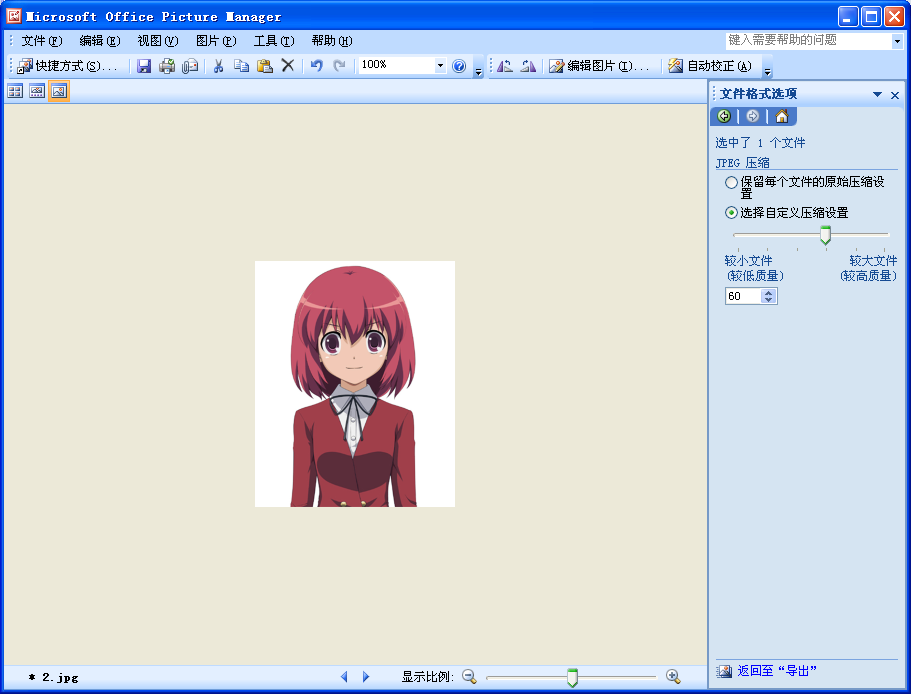 Microsoft Office Picture Manager
文件(F) 编辑(E) 视图(V) 图片(P) 工具(T) 帮助(H) 键入需要帮助的问题
快捷方式(S)... 100% 编辑图片(I)... 自动校正(A)
文件格式选项
选中了 1 个文件
JPEG 压缩
保留每个文件的原始压缩设
置
选择自定义压缩设置
较小文件 较大文件
(较低质量) (较高质量)
60
返回至“导出”
* 2.jpg 显示比例: